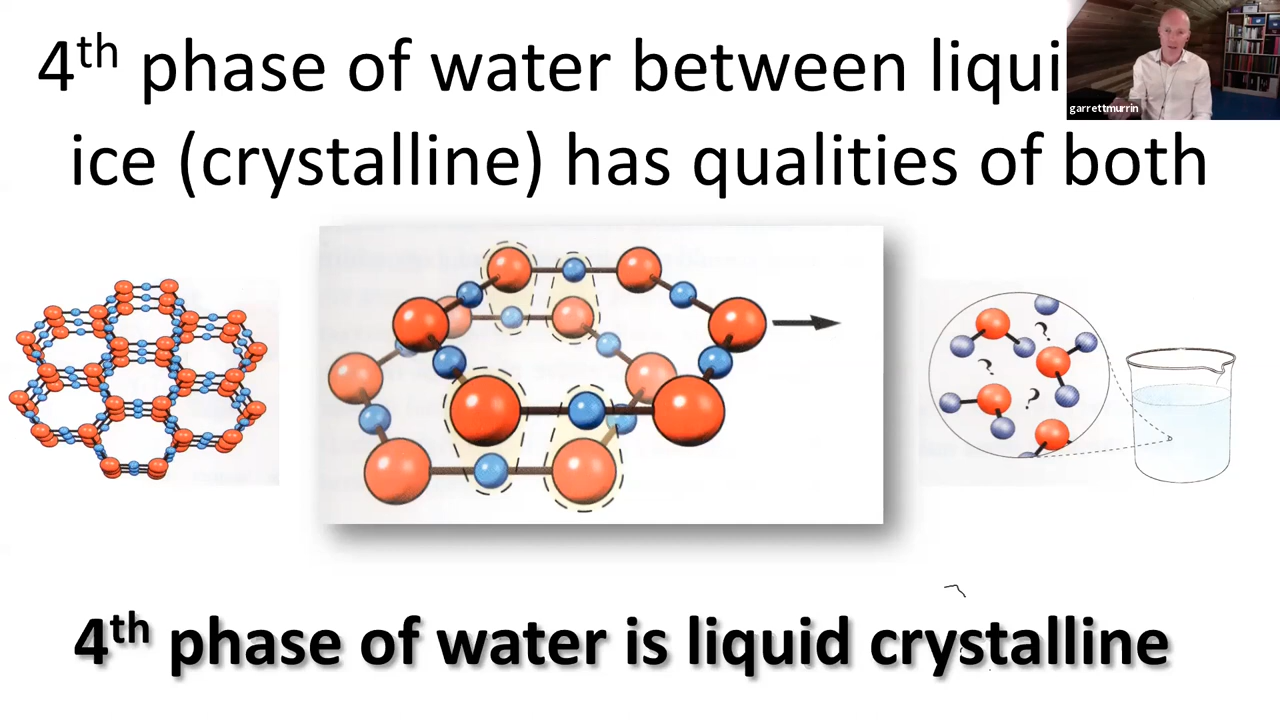 4th phase of water between liqui
garrettmurrin
ice (crystalline) has qualities of both
? ? ?
4th phase of water is liquid crystalline